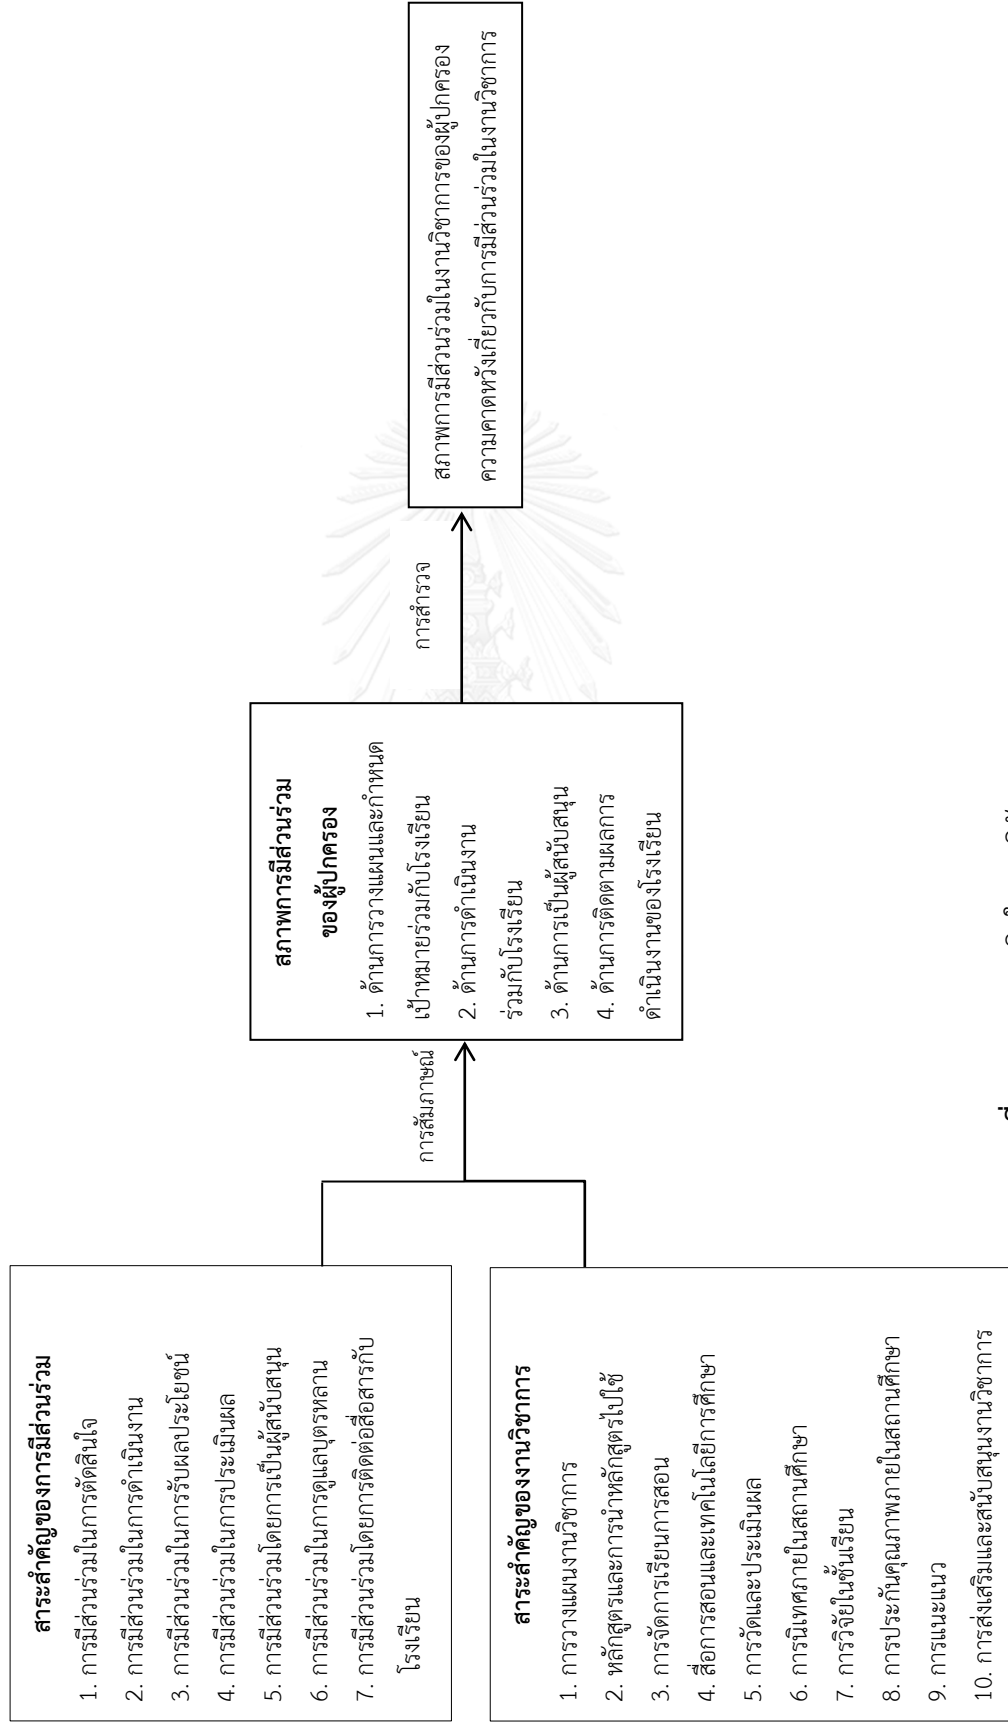 สาระสำคัญของการมีส่วนร่วม
1. การมีส่วนร่วมในการตัดสินใจ
2. การมีส่วนร่วมในการดำเนินงาน
3. การมีส่วนร่วมในการรับผลประโยชน์
4. การมีส่วนร่วมในการประเมินผล
5. การมีส่วนร่วมโดยการเป็นผู้สนับสนุน
6. การมีส่วนร่วมในการดูแลบุตรหลาน
7. การมีส่วนร่วมโดยการติดต่อสื่อสารกับ
โรงเรียน
สาระสำคัญของงานวิชาการ
1. การวางแผนงานวิชาการ
2. หลักสูตรและการนำหลักสูตรไปใช้
3. การจัดการเรียนการสอน
4. สื่อการสอนและเทคโนโลยีการศึกษา
5. การวัดและประเมินผล
6. การนิเทศภายในสถานศึกษา
7. การวิจัยในชั้นเรียน
8. การประกันคุณภาพภายในสถานศึกษา
9. การแนะแนว
10. การส่งเสริมและสนับสนุนงานวิชาการ
การสัมภาษณ์
สภาพการมีส่วนร่วม
ของผู้ปกครอง
1. ด้านการวางแผนและกำหนด
เป้าหมายร่วมกับโรงเรียน
2. ด้านการดำเนินงาน
ร่วมกับโรงเรียน
3. ด้านการเป็นผู้สนับสนุน
4. ด้านการติดตามผลการ
ดำเนินงานของโรงเรียน
การสำรวจ
สภาพการมีส่วนร่วมในงานวิชาการของผู้ปกครอง
ความคาดหวังเกี่ยวกับการมีส่วนร่วมในงานวิชาการ